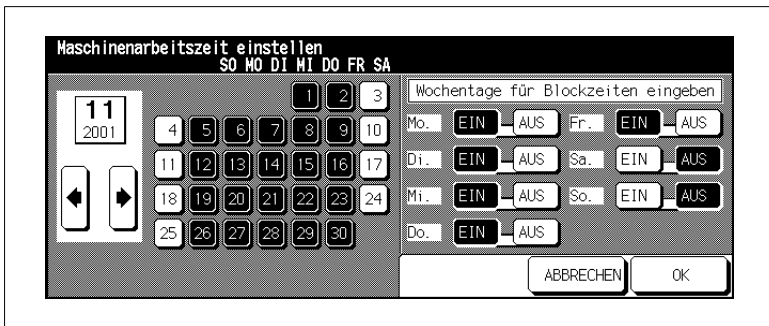 Maschinenarbeitszeit einstellen
SO MO DI MI DO FR SA
11
2001
1 2 3
4 5 6 7 8 9 10
11 12 13 14 15 16 17
18 19 20 21 22 23 24
25 26 27 28 29 30
Wochentage für Blockzeiten eingeben
Mo. EIN AUS Fr. EIN AUS
Di. EIN AUS Sa. EIN AUS
Mi. EIN AUS So. EIN AUS
Do. EIN AUS
ABBRECHEN OK